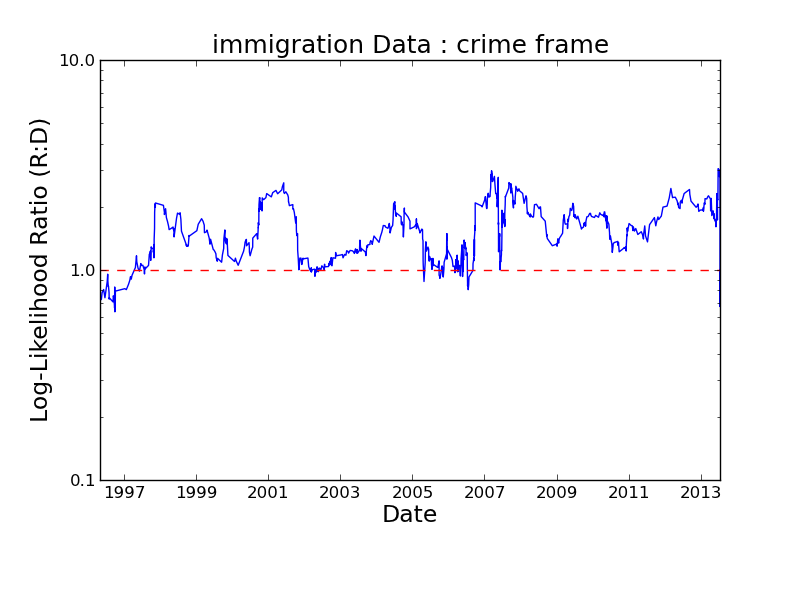 immigration Data : crime frame
10.0
1.0
0.1
Log-Likelihood Ratio (R:D)
1997 1999 2001 2003 2005 2007 2009 2011 2013
Date